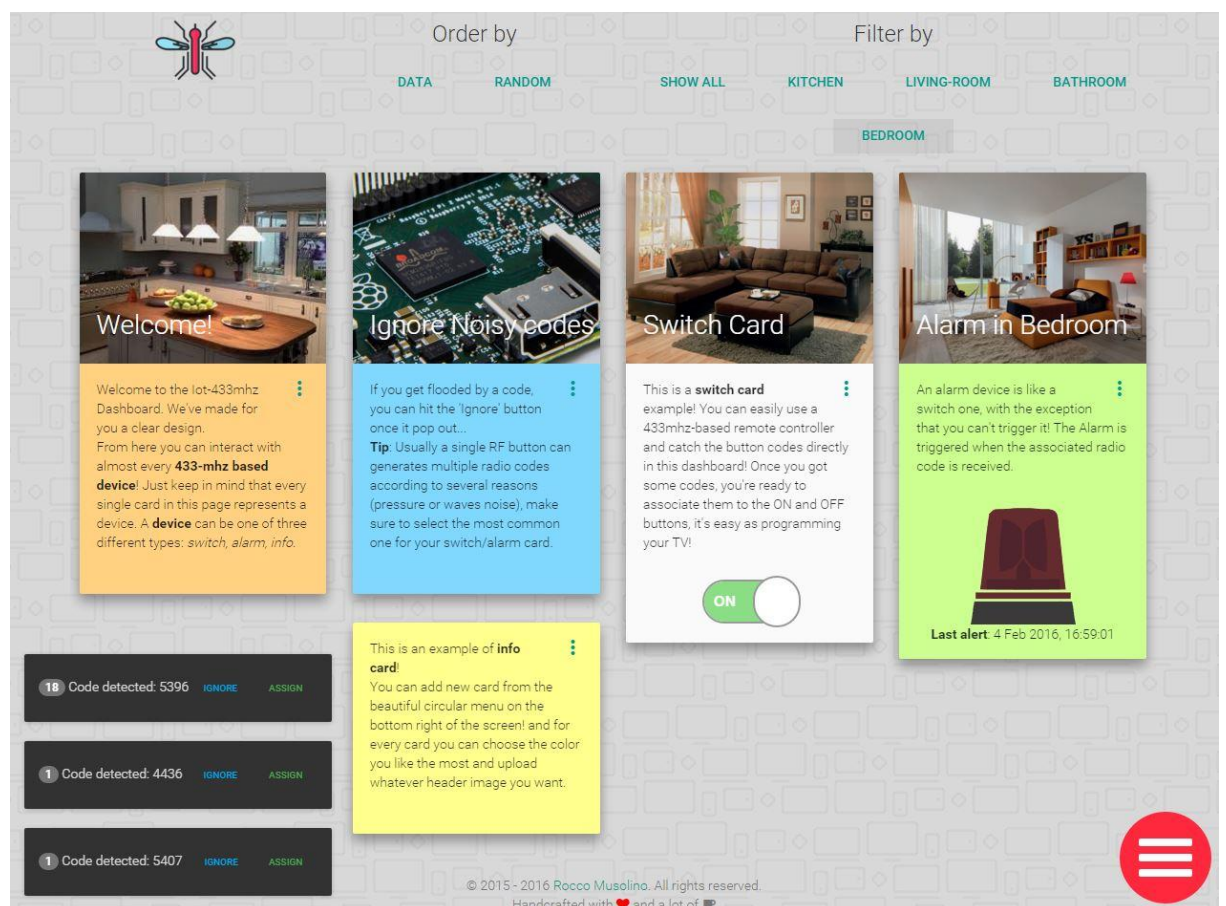 Order by
Filter by
DATA
RANDOM
SHOW ALL
KITCHEN
LIVING-ROOM
BATHROOM
BEDROOM
Welcome!
Welcome to the Iot-433mhz
Dashboard. We've made for
you a clear design.
From here you can interact with
almost every 433-mhz based
device! Just keep in mind that every
single card in this page represents a
device. A device can be one of three
different types: switch, alarm, info.
Ignore Noisy codes
If you get flooded by a code,
you can hit the 'Ignore' button
once it pop out...
Tip: Usually a single RF button can
generates multiple radio codes
according to several reasons
(pressure or waves noise), make
sure to select the most common
one for your switch/alarm card.
Switch Card
This is a switch card
example! You can easily use a
433mhz-based remote controller
and catch the button codes directly
in this dashboard! Once you got
some codes, you're ready to
associate them to the ON and OFF
buttons, it's easy as programming
your TV!
ON
Alarm in Bedroom
An alarm device is like a
switch one, with the exception
that you can't trigger it! The Alarm is
triggered when the associated radio
code is received.
Last alert: 4 Feb 2016, 16:59:01
This is an example of info
card!
You can add new card from the
beautiful circular menu on the
bottom right of the screen! and for
every card you can choose the color
you like the most and upload
whatever header image you want.
18 Code detected: 5396 IGNORE ASSIGN
1 Code detected: 4436 IGNORE ASSIGN
1 Code detected: 5407 IGNORE ASSIGN
© 2015 - 2016 Rocco Musolino. All rights reserved.
Handcrafted with and a lot of